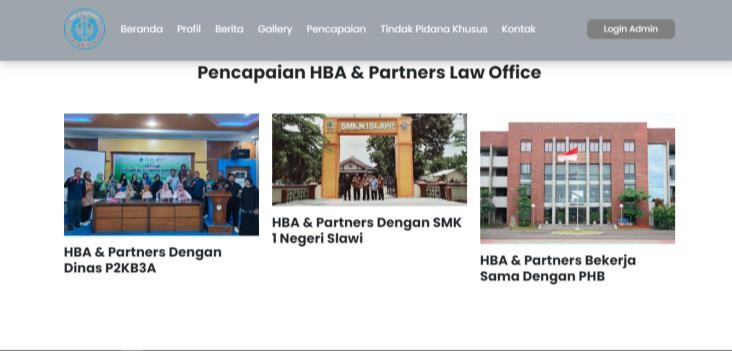 Beranda Profil Berita Gallery Pencapaian Tindak Pidana Khusus Kontak Login Admin
Pencapaian HBA & Partners Law Office
SMKN 1 SLAWI
HBA & Partners Dengan
Dinas P2KB3A
HBA & Partners Dengan SMK
1 Negeri Slawi
HBA & Partners Bekerja
Sama Dengan PHB